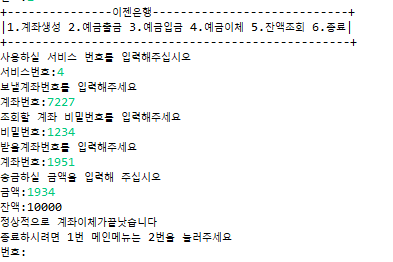 +---------------이젠은행----------------------------+
|1.계좌생성 2.예금출금 3.예금입금 4.예금이체 5.잔액조회 6.종료|
+-------------------------------------------------+
사용하실 서비스 번호를 입력해주십시오
서비스번호:4
보낼계좌번호를 입력해주세요
계좌번호:7227
조회할 계좌 비밀번호를 입력해주세요
비밀번호:1234
받을계좌번호를 입력해주세요
계좌번호:1951
송금하실 금액을 입력해 주십시오
금액:1934
잔액:10000
정상적으로 계좌이체가끝낫습니다
종료하시려면 1번 메인메뉴는 2번을 눌러주세요
번호: